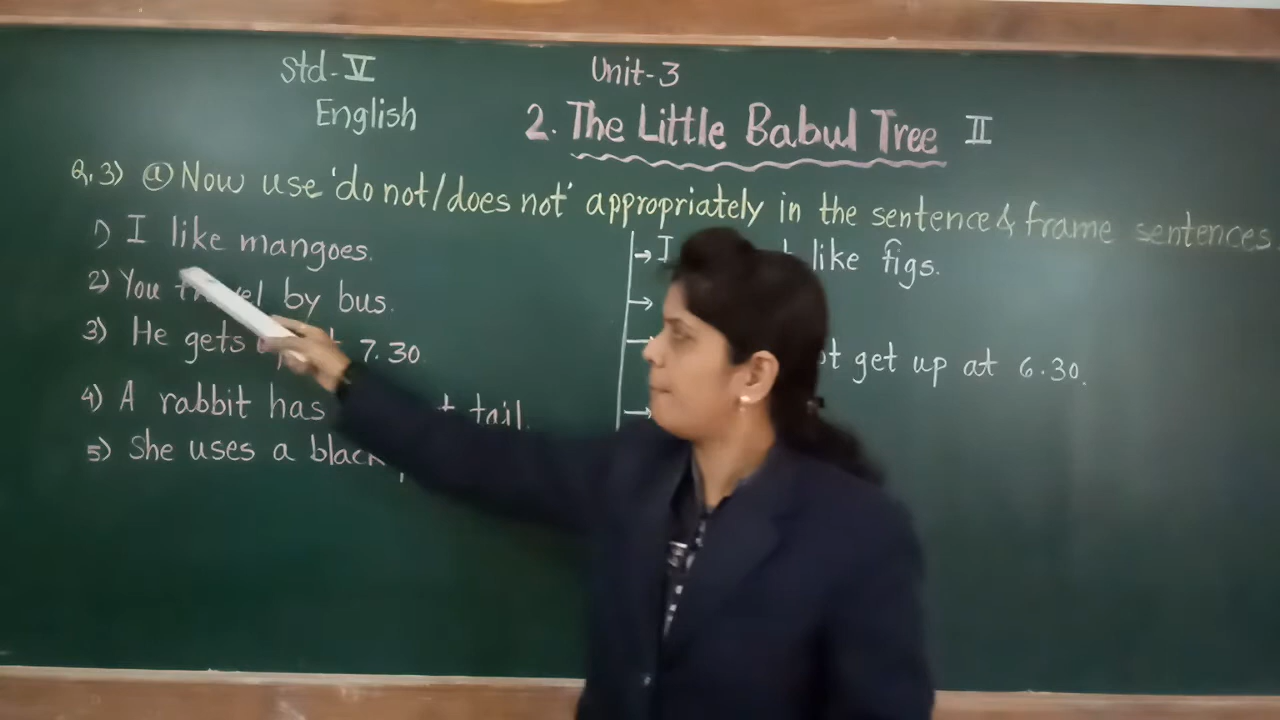 Std-V
Unit-3
English
2. The Little Babul Tree II
Q.3) (a) Now use 'do not/does not' appropriately in the sentence & frame sentences.
1) I like mangoes.
→ I like figs.
2) You travel by bus.
→
3) He gets 7.30
→ get up at 6.30.
4) A rabbit has tail.
→
5) She uses a black